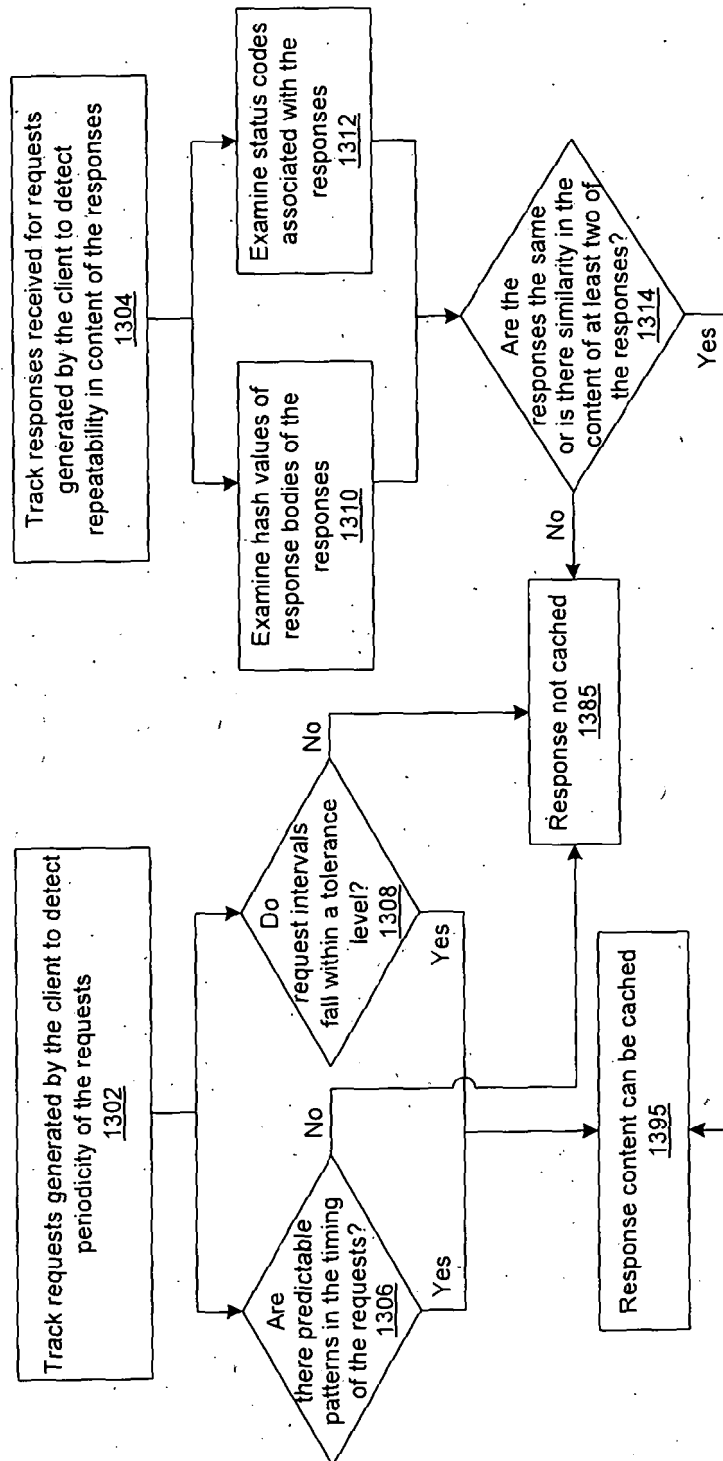 Track requests generated by the client to detect
periodicity of the requests
1302
Are
there predictable
patterns in the timing
of the requests?
1306
No
Yes
Do
request intervals
fall within a tolerance
level?
1308
No
Yes
Track responses received for requests
generated by the client to detect
repeatability in content of the responses
1304
Examine hash values of
response bodies of the
responses
1310
Examine status codes
associated with the
responses
1312
Are the
responses the same
or is there similarity in the
content of at least two of
the responses?
1314
No
Yes
Response not cached
1385
Response content can be cached
1395